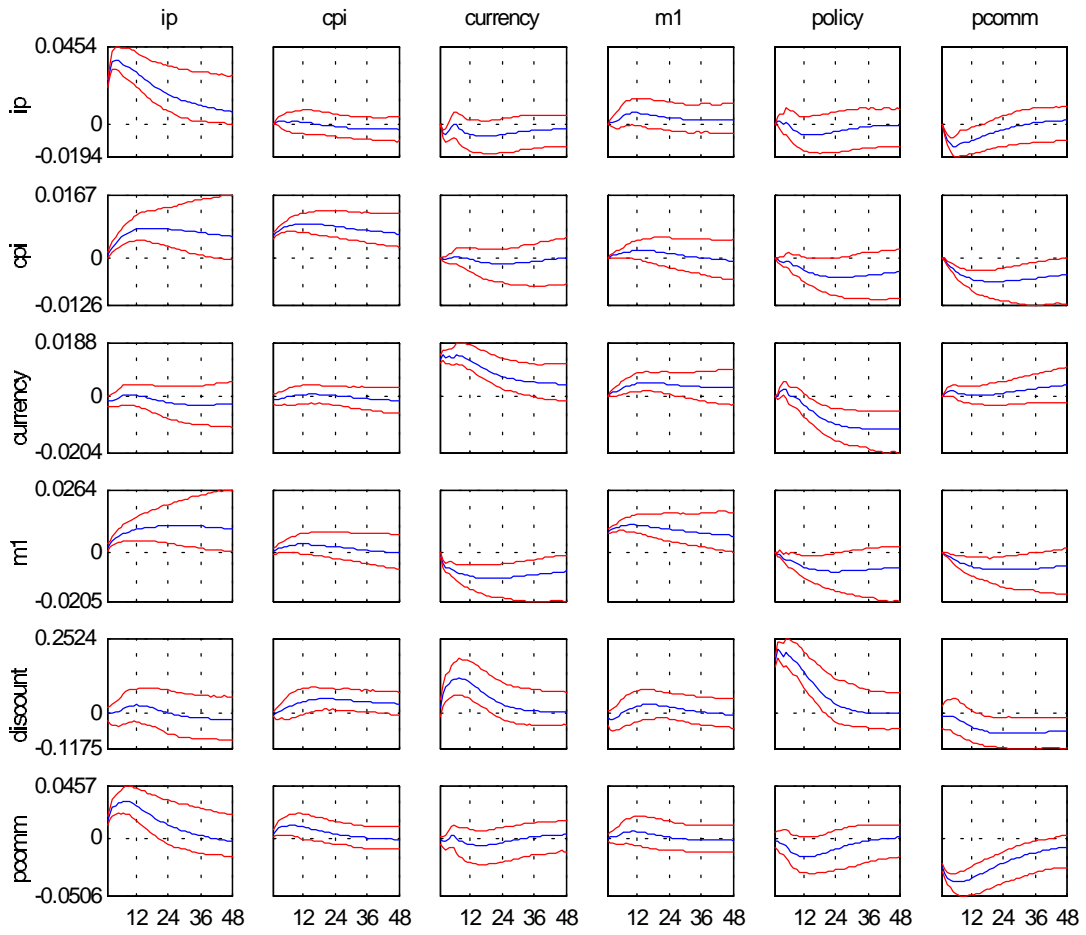 ip cpi currency m1 policy pcomm
0.0454
ip
0
-0.0194
0.0167
cpi
0
-0.0126
0.0188
currency
0
-0.0204
0.0264
m1
0
-0.0205
0.2524
discount
0
-0.1175
0.0457
pcomm
0
-0.0506
12 24 36 48 12 24 36 48 12 24 36 48 12 24 36 48 12 24 36 48 12 24 36 48